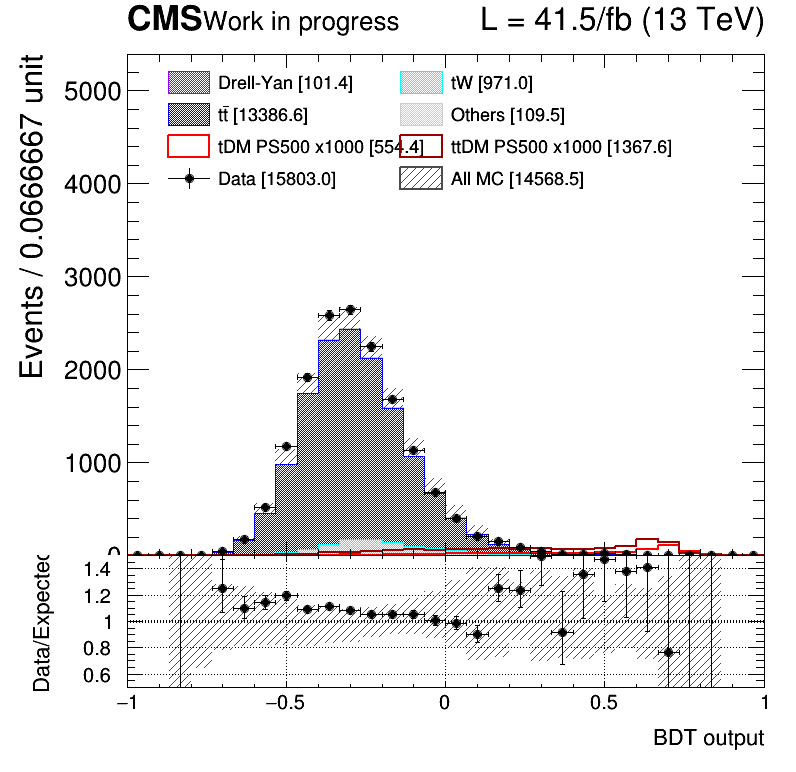 CMS Work in progress L = 41.5/fb (13 TeV)
Events / 0.0666667 unit
5000
4000
3000
2000
1000
0
Drell-Yan [101.4] tW [971.0]
tt̄ [13386.6] Others [109.5]
tDM PS500 x1000 [554.4] ttDM PS500 x1000 [1367.6]
Data [15803.0] All MC [14568.5]
Data/Expected
1.4
1.2
1
0.8
0.6
−1 −0.5 0 0.5 1
BDT output